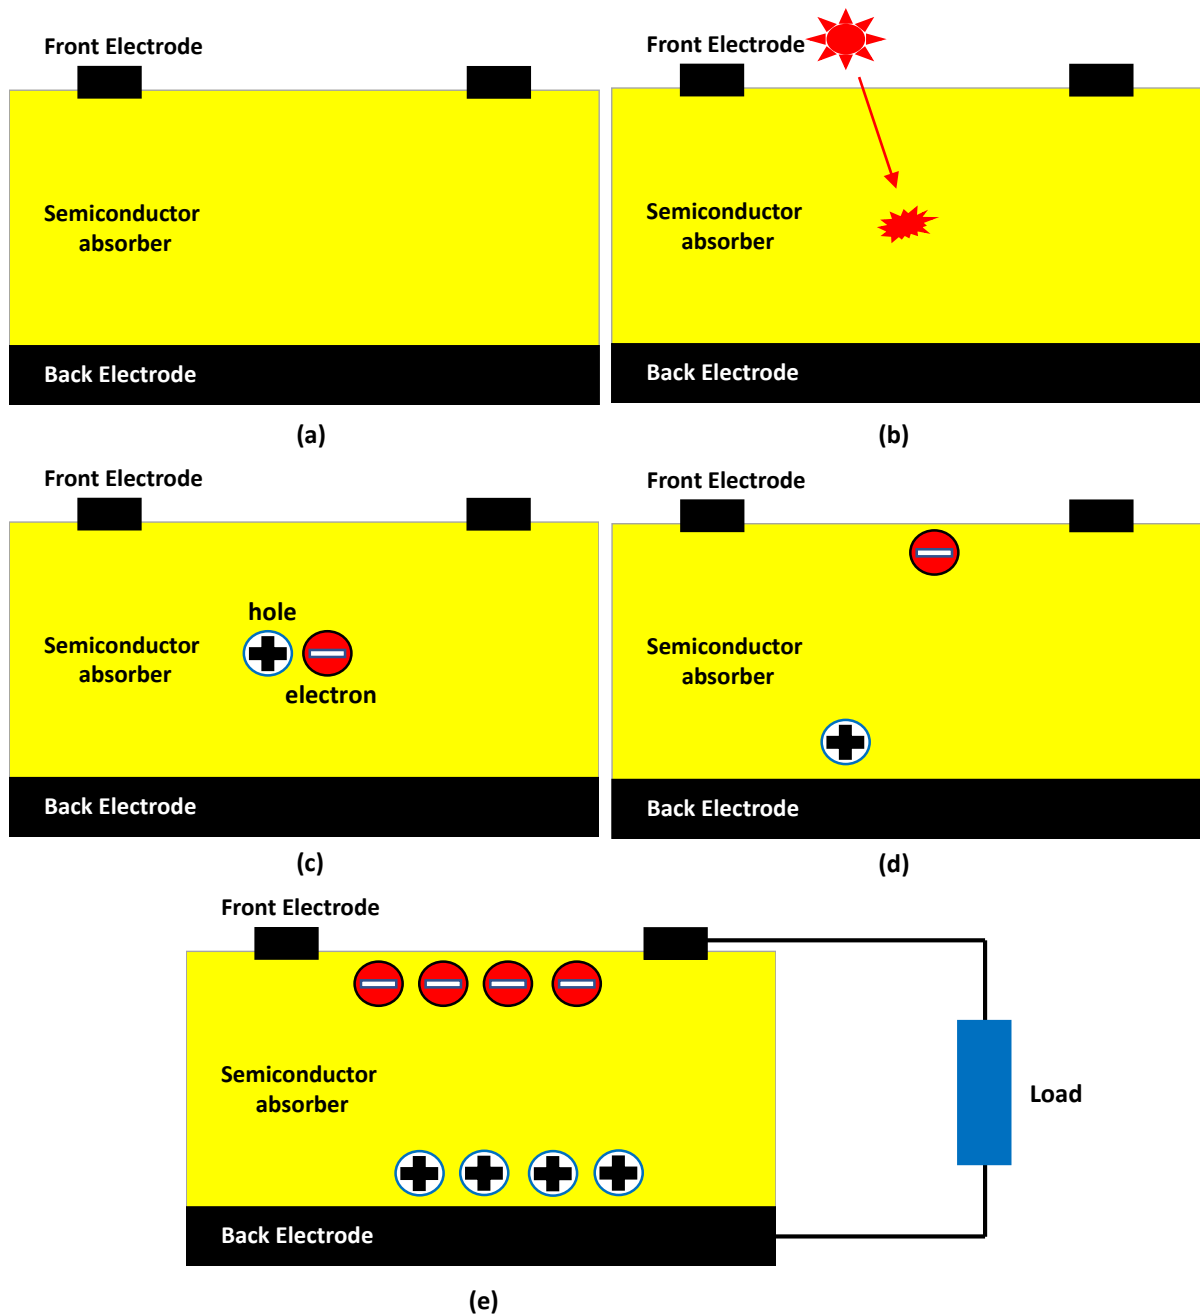 Front Electrode
Semiconductor
absorber
Back Electrode
(a)
Front Electrode
Semiconductor
absorber
Back Electrode
(b)
Front Electrode
hole
Semiconductor
absorber
electron
Back Electrode
(c)
Front Electrode
Semiconductor
absorber
Back Electrode
(d)
Front Electrode
Semiconductor
absorber
Load
Back Electrode
(e)